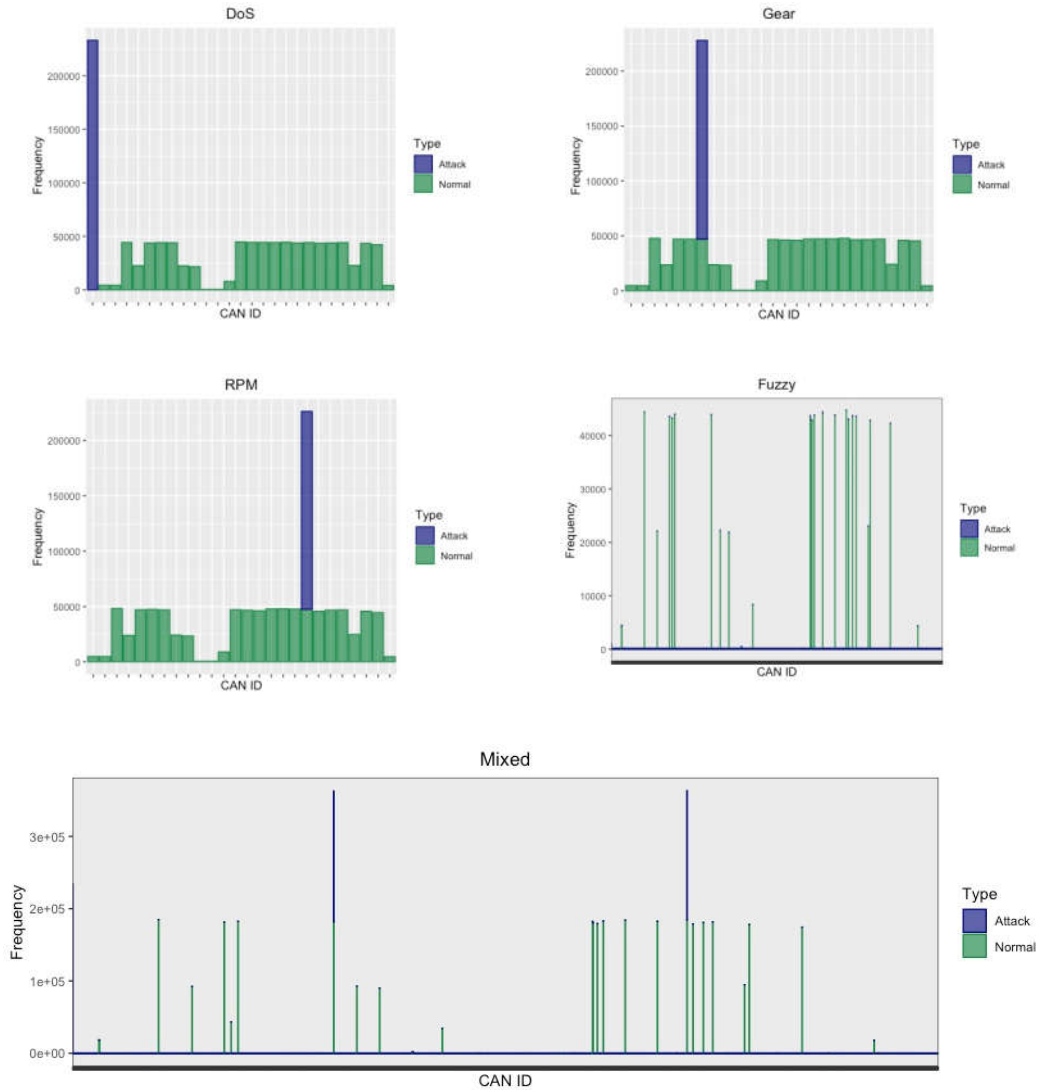 DoS
200000
150000
100000
50000
0
Frequency
CAN ID
Type
Attack
Normal
Gear
200000
150000
100000
50000
0
Frequency
CAN ID
Type
Attack
Normal
RPM
200000
150000
100000
50000
0
Frequency
CAN ID
Type
Attack
Normal
Fuzzy
40000
30000
20000
10000
0
Frequency
CAN ID
Type
Attack
Normal
Mixed
3e+05
2e+05
1e+05
0e+00
Frequency
CAN ID
Type
Attack
Normal